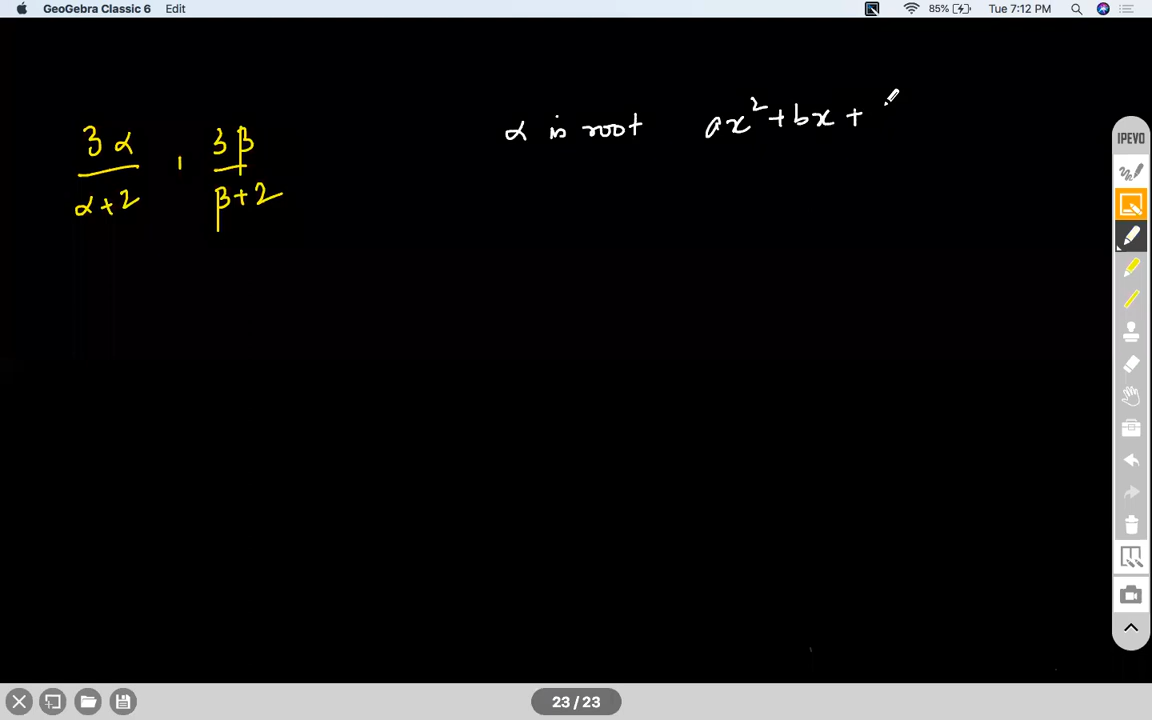 GeoGebra Classic 6 Edit 85% Tue 7:12 PM
3α/α+2 , 3β/β+2
α is root ax²+bx+
IPEVO
23 / 23